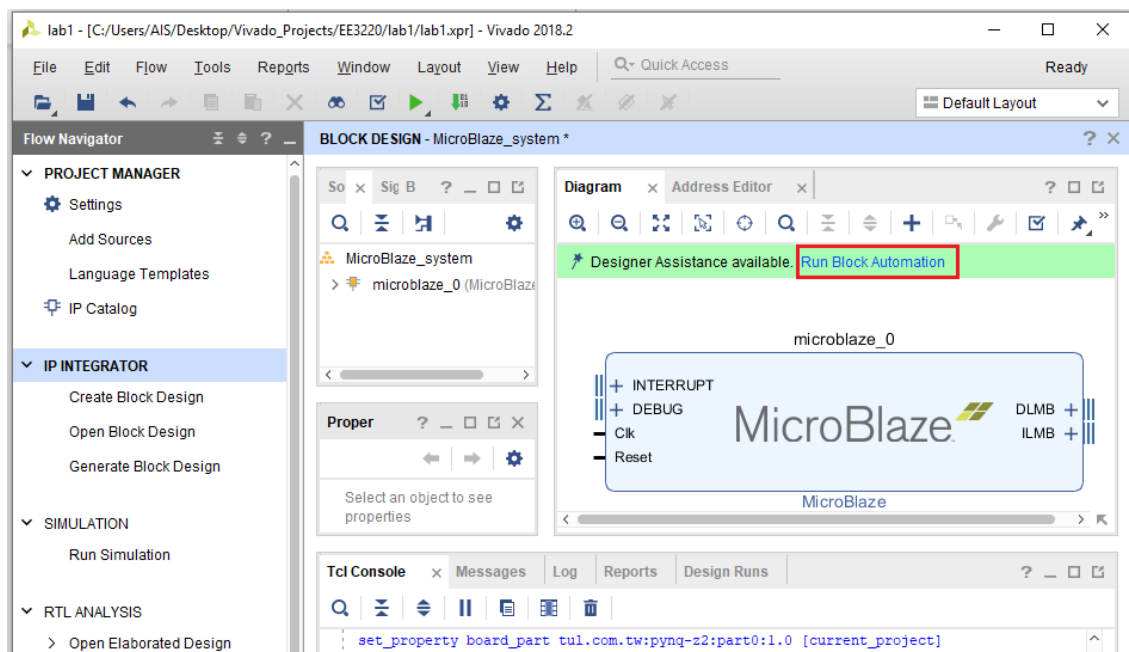 lab1 - [C:/Users/AIS/Desktop/Vivado_Projects/EE3220/lab1/lab1.xpr] - Vivado 2018.2
File Edit Flow Tools Reports Window Layout View Help Quick Access Ready
Default Layout
Flow Navigator
BLOCK DESIGN - MicroBlaze_system *
PROJECT MANAGER
Settings
Add Sources
Language Templates
IP Catalog
IP INTEGRATOR
Create Block Design
Open Block Design
Generate Block Design
SIMULATION
Run Simulation
RTL ANALYSIS
Open Elaborated Design
So Sig B
MicroBlaze_system
microblaze_0 (MicroBlaze
Proper
Select an object to see
properties
Diagram Address Editor
Designer Assistance available. Run Block Automation
microblaze_0
INTERRUPT
DEBUG
Clk
Reset
MicroBlaze
DLMB
ILMB
MicroBlaze
Tcl Console Messages Log Reports Design Runs
set_property board_part tul.com.tw:pynq-z2:part0:1.0 [current_project]